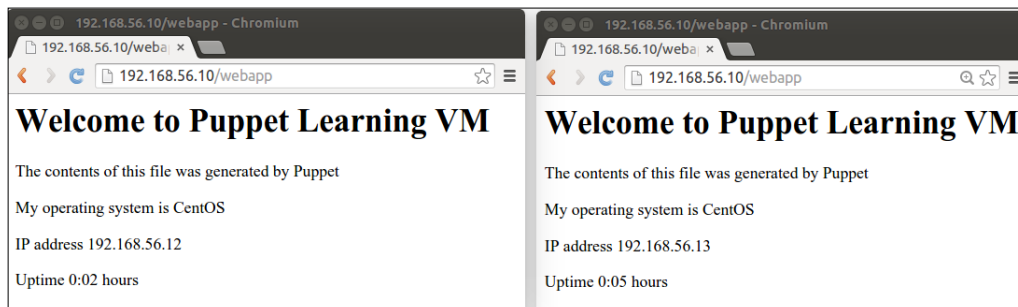 192.168.56.10/webapp - Chromium
192.168.56.10/weba
192.168.56.10/webapp
Welcome to Puppet Learning VM
The contents of this file was generated by Puppet
My operating system is CentOS
IP address 192.168.56.12
Uptime 0:02 hours
192.168.56.10/webapp - Chromium
192.168.56.10/weba
192.168.56.10/webapp
Welcome to Puppet Learning VM
The contents of this file was generated by Puppet
My operating system is CentOS
IP address 192.168.56.13
Uptime 0:05 hours